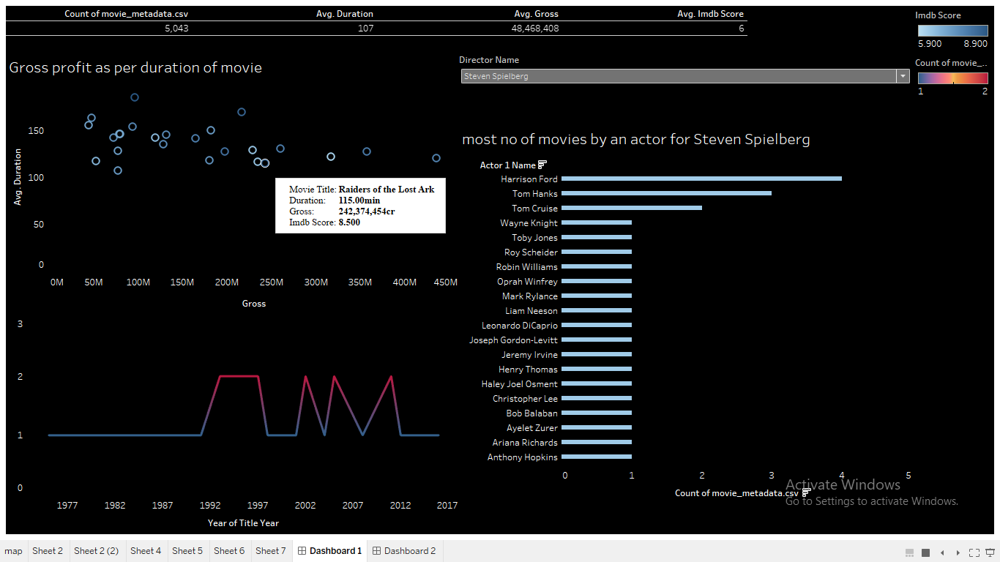 Count of movie_metadata.csv Avg. Duration Avg. Gross Avg. Imdb Score
5,043 107 48,468,408 6
Imdb Score
5.900 8.900
Count of movie_..
1 2
Director Name
Steven Spielberg
Gross profit as per duration of movie
Avg. Duration
150
100
50
0
0M 50M 100M 150M 200M 250M 300M 350M 400M 450M
Gross
Movie Title: Raiders of the Lost Ark
Duration: 115.00min
Gross: 242,374,454cr
Imdb Score: 8.500
3
2
1
0
1977 1982 1987 1992 1997 2002 2007 2012 2017
Year of Title Year
most no of movies by an actor for Steven Spielberg
Actor 1 Name
Harrison Ford
Tom Hanks
Tom Cruise
Wayne Knight
Toby Jones
Roy Scheider
Robin Williams
Oprah Winfrey
Mark Rylance
Liam Neeson
Leonardo DiCaprio
Joseph Gordon-Levitt
Jeremy Irvine
Henry Thomas
Haley Joel Osment
Christopher Lee
Bob Balaban
Ayelet Zurer
Ariana Richards
Anthony Hopkins
0 1 2 3 4 5
Count of movie_metadata.csv
Activate Windows
Go to Settings to activate Windows.
map Sheet 2 Sheet 2 (2) Sheet 4 Sheet 5 Sheet 6 Sheet 7 Dashboard 1 Dashboard 2